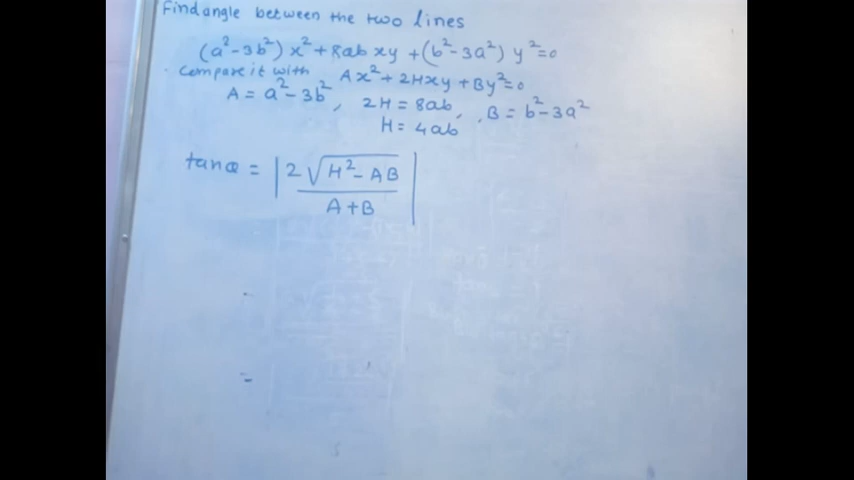 Find angle between the two lines
(a²-3b²) x² + 8ab xy + (b²-3a²) y² = 0
Compare it with Ax² + 2Hxy + By² = 0
A = a² - 3b², 2H = 8ab, B = b² - 3a²
H = 4ab
tanθ = | 2√(H² - AB) / A+B |
=